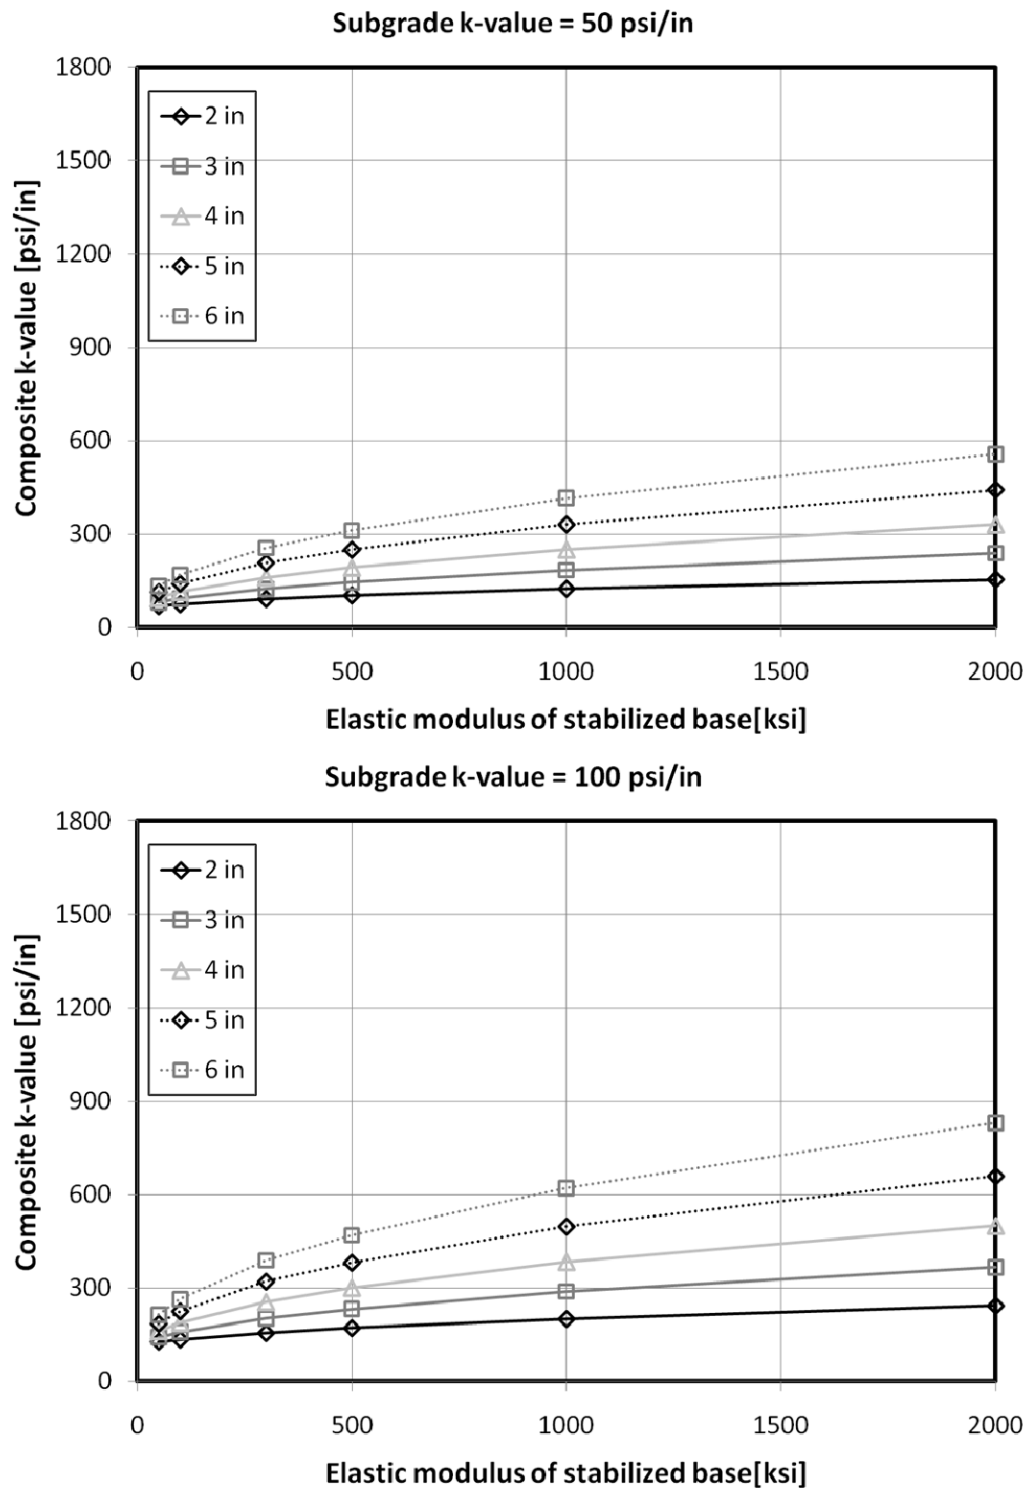 Subgrade k-value = 50 psi/in
1800
1500
1200
900
600
300
0
2 in
3 in
4 in
5 in
6 in
Composite k-value [psi/in]
0 500 1000 1500 2000
Elastic modulus of stabilized base[ksi]
Subgrade k-value = 100 psi/in
1800
1500
1200
900
600
300
0
2 in
3 in
4 in
5 in
6 in
Composite k-value [psi/in]
0 500 1000 1500 2000
Elastic modulus of stabilized base[ksi]